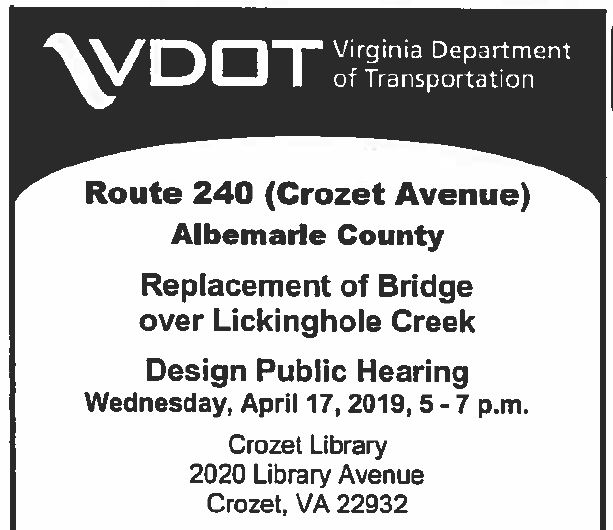 VDOT Virginia Department
of Transportation
Route 240 (Crozet Avenue)
Albemarle County
Replacement of Bridge
over Lickinghole Creek
Design Public Hearing
Wednesday, April 17, 2019, 5 - 7 p.m.
Crozet Library
2020 Library Avenue
Crozet, VA 22932